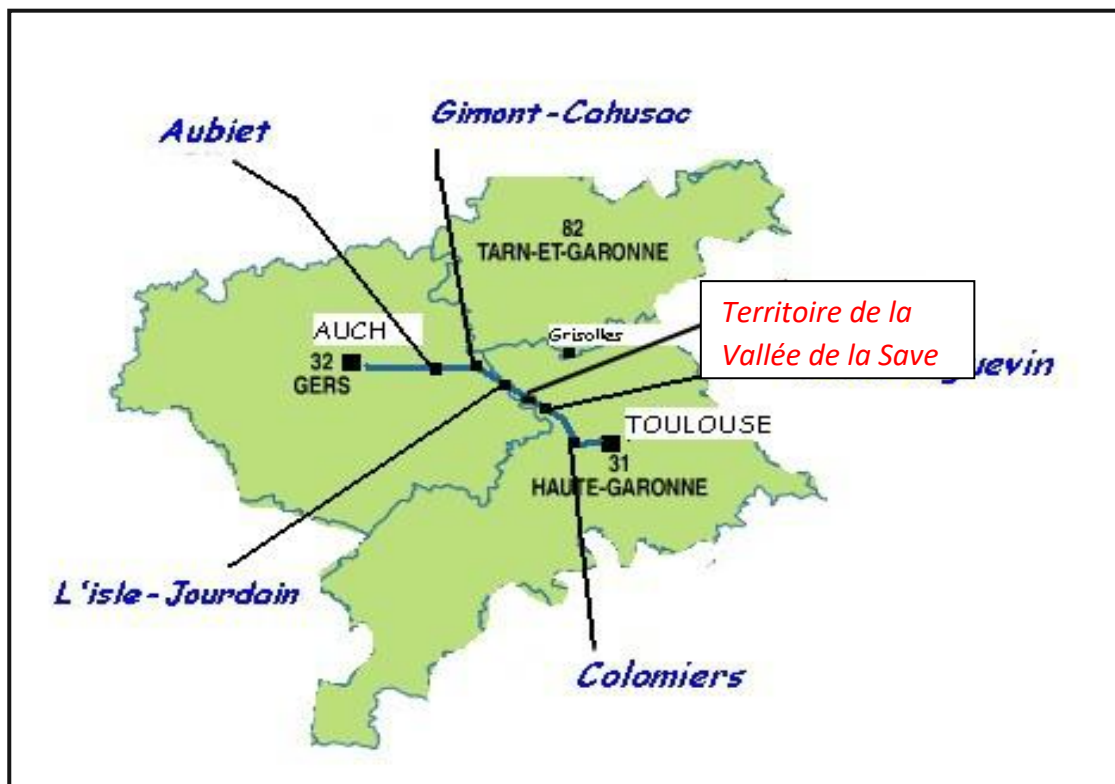 Gimont-Cahusac
Aubiet
82
TARN-ET-GARONNE
Territoire de la
Vallée de la Save
AUCH
Grisolles
32
GERS
guevin
TOULOUSE
31
HAUTE-GARONNE
L'isle-Jourdain
Colomiers